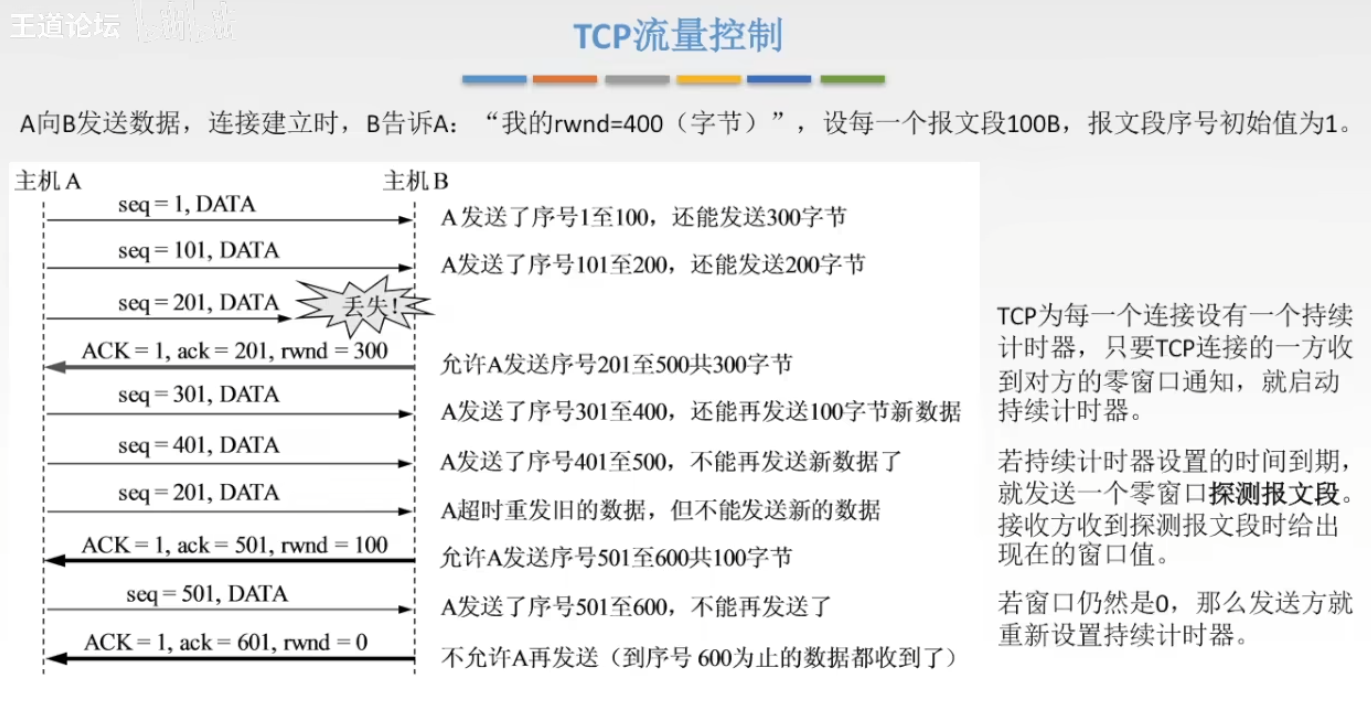 王道论坛 bilibili
TCP流量控制
A向B发送数据，连接建立时，B告诉A：“我的rwnd=400（字节）”，设每一个报文段100B，报文段序号初始值为1。
主机A
主机B
seq = 1, DATA
A发送了序号1至100，还能发送300字节
seq = 101, DATA
A发送了序号101至200，还能发送200字节
seq = 201, DATA
丢失！
ACK = 1, ack = 201, rwnd = 300
允许A发送序号201至500共300字节
seq = 301, DATA
A发送了序号301至400，还能再发送100字节新数据
seq = 401, DATA
A发送了序号401至500，不能再发送新数据了
seq = 201, DATA
A超时重发旧的数据，但不能发送新的数据
ACK = 1, ack = 501, rwnd = 100
允许A发送序号501至600共100字节
seq = 501, DATA
A发送了序号501至600，不能再发送了
ACK = 1, ack = 601, rwnd = 0
不允许A再发送（到序号 600为止的数据都收到了）
TCP为每一个连接设有一个持续
计时器，只要TCP连接的一方收
到对方的零窗口通知，就启动
持续计时器。
若持续计时器设置的时间到期，
就发送一个零窗口探测报文段。
接收方收到探测报文段时给出
现在的窗口值。
若窗口仍然是0，那么发送方就
重新设置持续计时器。